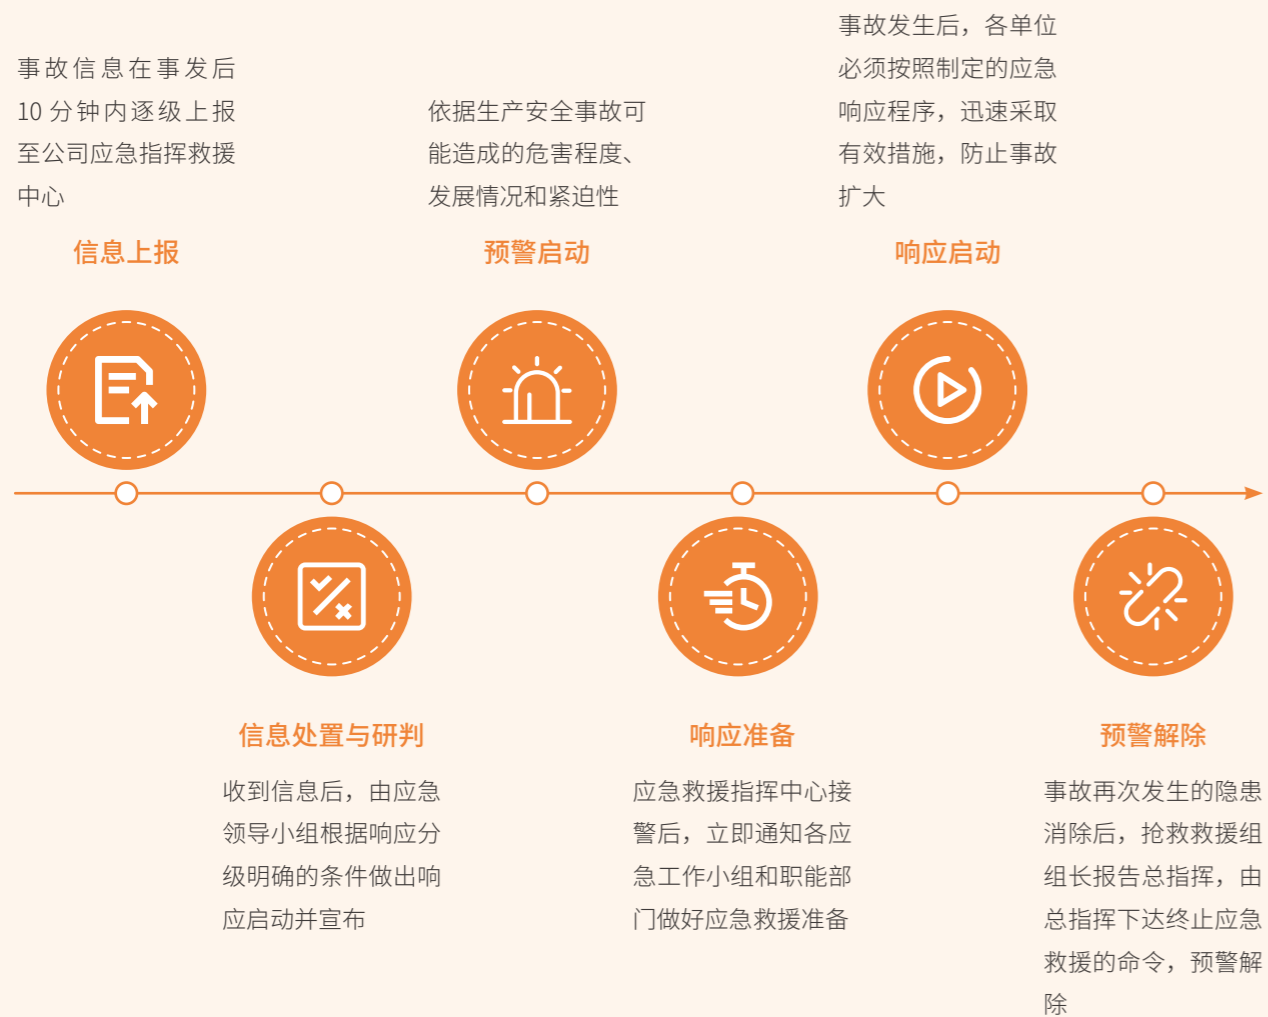 事故信息在事发后
10 分钟内逐级上报
至公司应急指挥救援
中心
信息上报
收到信息后，由应急
领导小组根据响应分
级明确的条件做出响
应启动并宣布
信息处置与研判
依据生产安全事故可
能造成的危害程度、
发展情况和紧迫性
预警启动
响应准备
应急救援指挥中心接
警后，立即通知各应
急工作小组和职能部
门做好应急救援准备
事故发生后，各单位
必须按照制定的应急
响应程序，迅速采取
有效措施，防止事故
扩大
响应启动
预警解除
事故再次发生的隐患
消除后，抢救救援组
组长报告总指挥，由
总指挥下达终止应急
救援的命令，预警解
除